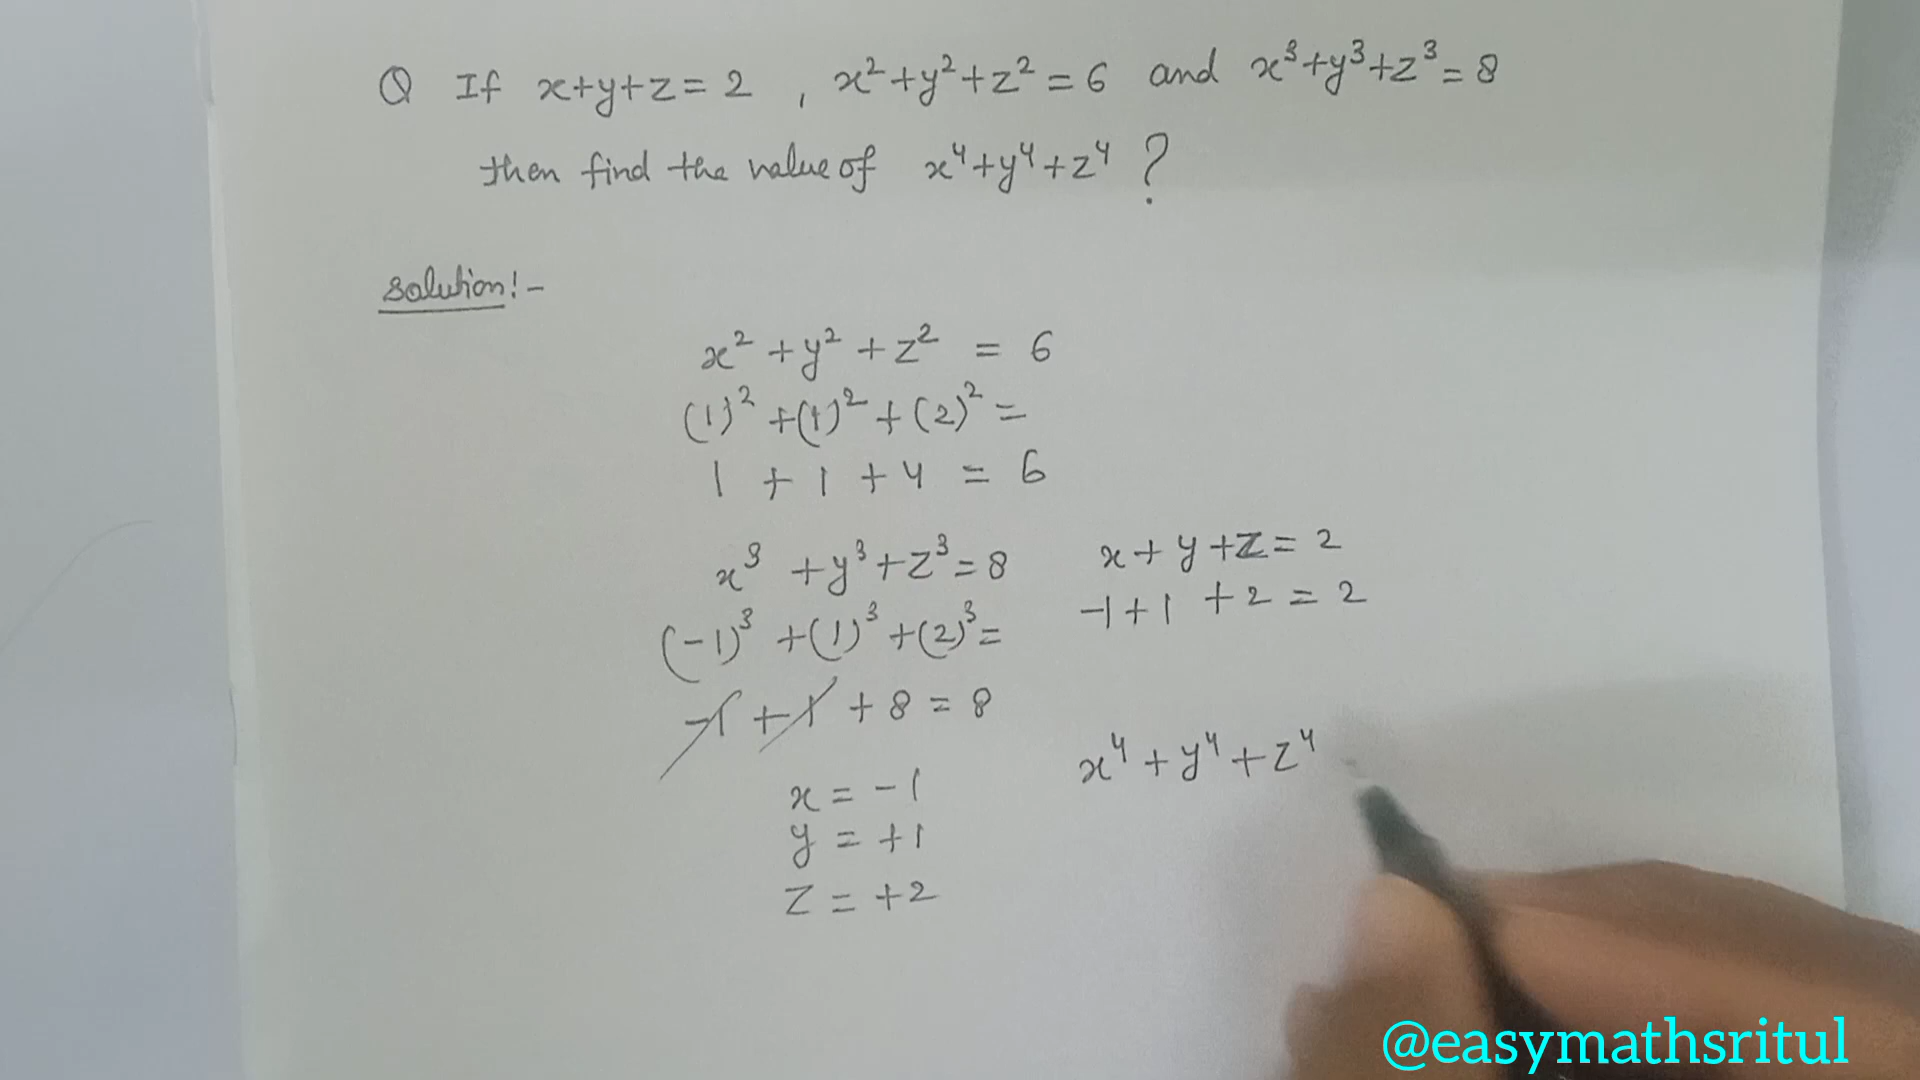 Q If x+y+z=2 , x²+y²+z²=6 and x³+y³+z³=8
then find the value of x⁴+y⁴+z⁴ ?
Solution!-
x² +y² +z² = 6
(1)² +(1)² +(2)² =
1 + 1 + 4 = 6
x³ +y³+z³=8
(-1)³ +(1)³ +(2)³=
-1 +1 +8=8
x = -1
y = +1
z = +2
x+y+z=2
-1+1 +2=2
x⁴+y⁴+z⁴
@easymathsritul